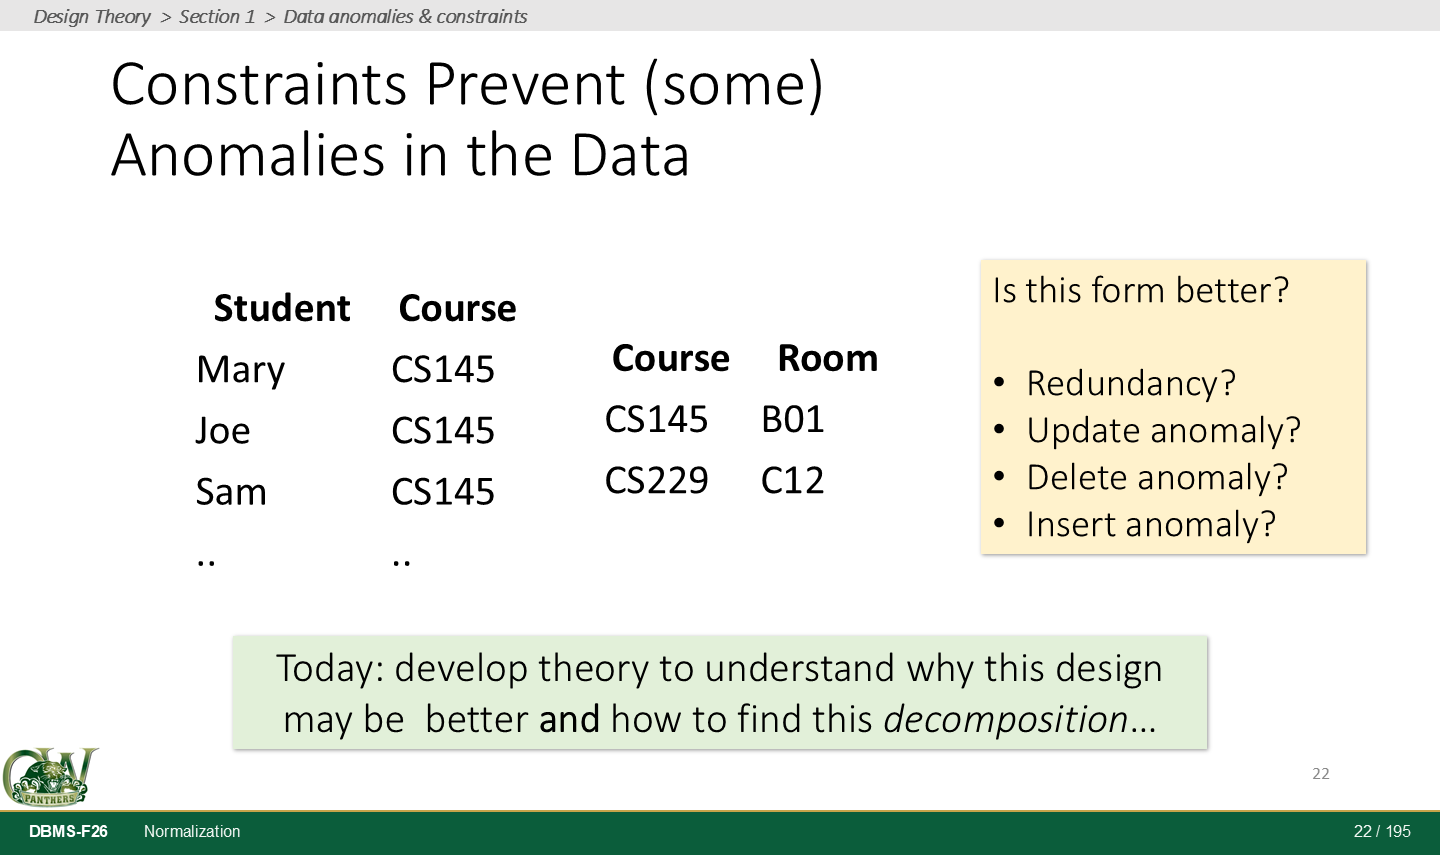 Design Theory > Section 1 > Data anomalies & constraints
Constraints Prevent (some)
Anomalies in the Data
Student Course
Mary CS145
Joe CS145
Sam CS145
.. ..
Course Room
CS145 B01
CS229 C12
Is this form better?
• Redundancy?
• Update anomaly?
• Delete anomaly?
• Insert anomaly?
Today: develop theory to understand why this design
may be better and how to find this decomposition…
22
OW
PANTHERS
DBMS-F26 Normalization 22 / 195